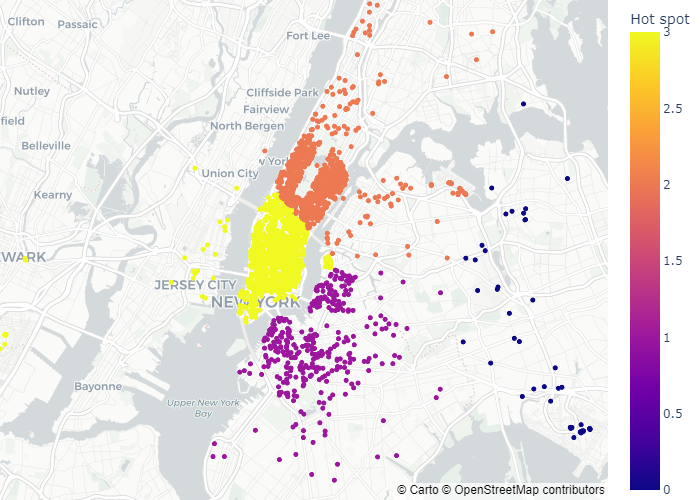 Hot spot
3
2.5
2
1.5
1
0.5
0
Clifton
Passaic
Fort Lee
Nutley
Cliffside Park
Fairview
North Bergen
field
Belleville
Union City
w York
Kearny
WARK
JERSEY CITY
NEW YORK
Bayonne
Upper New York
Bay
© Carto © OpenStreetMap contributors